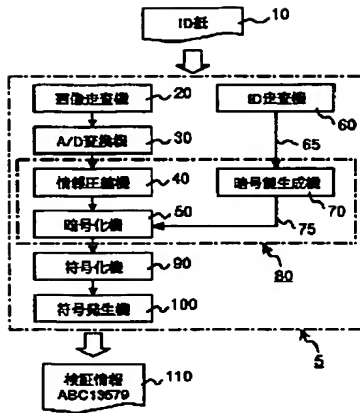 ID紙
10
画像走査機
20
ID走査機
60
A/D変換機
30
65
情報圧縮機
40
暗号鍵生成機
70
暗号化機
50
75
符号化機
90
80
符号発生機
100
5
検証情報
ABC13579
110